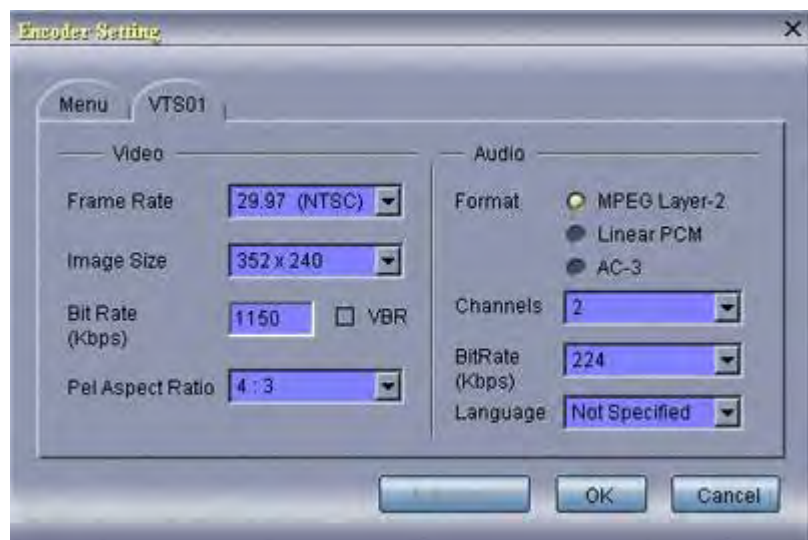 Encoder Setting
Menu
VTS01
Video
Frame Rate 29.97 (NTSC)
Image Size 352 x 240
Bit Rate
(Kbps) 1150 VBR
Pel Aspect Ratio 4 : 3
Audio
Format MPEG Layer-2
Linear PCM
AC-3
Channels 2
BitRate
(Kbps) 224
Language Not Specified
OK
Cancel